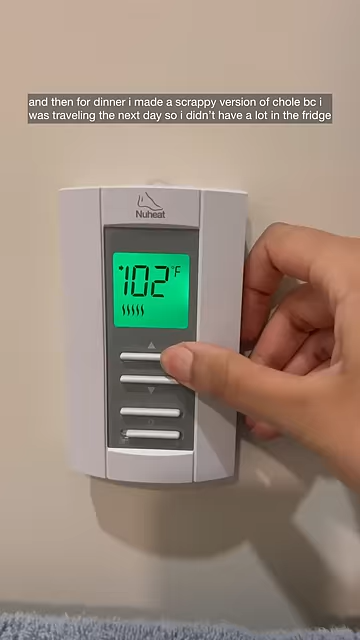 and then for dinner i made a scrappy version of chole bc i
was traveling the next day so i didn't have a lot in the fridge
Nuheat
102°F